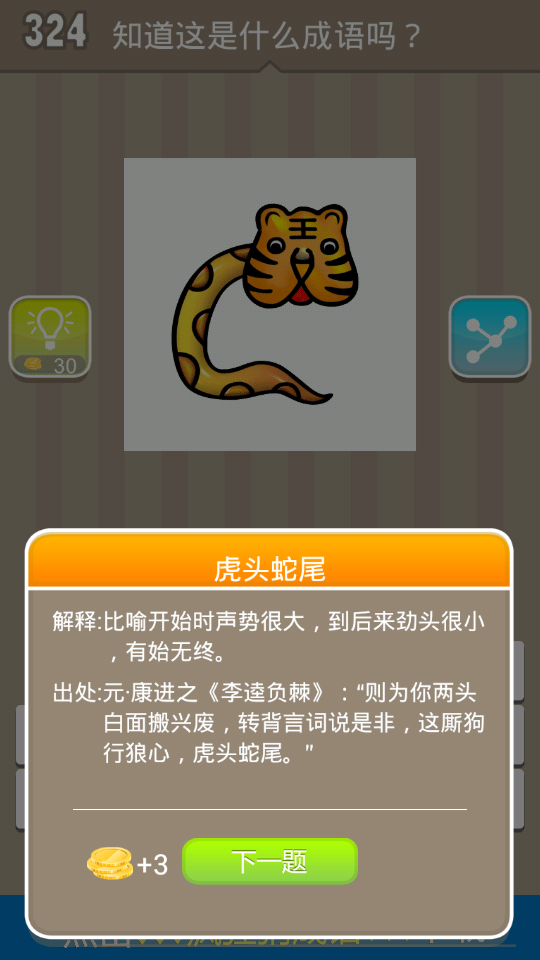 324 知道这是什么成语吗？
王
30
虎头蛇尾
解释:比喻开始时声势很大，到后来劲头很小
，有始无终。
出处:元·康进之《李逵负棘》："则为你两头
白面搬兴废，转背言词说是非，这厮狗
行狼心，虎头蛇尾。"
+3 下一题